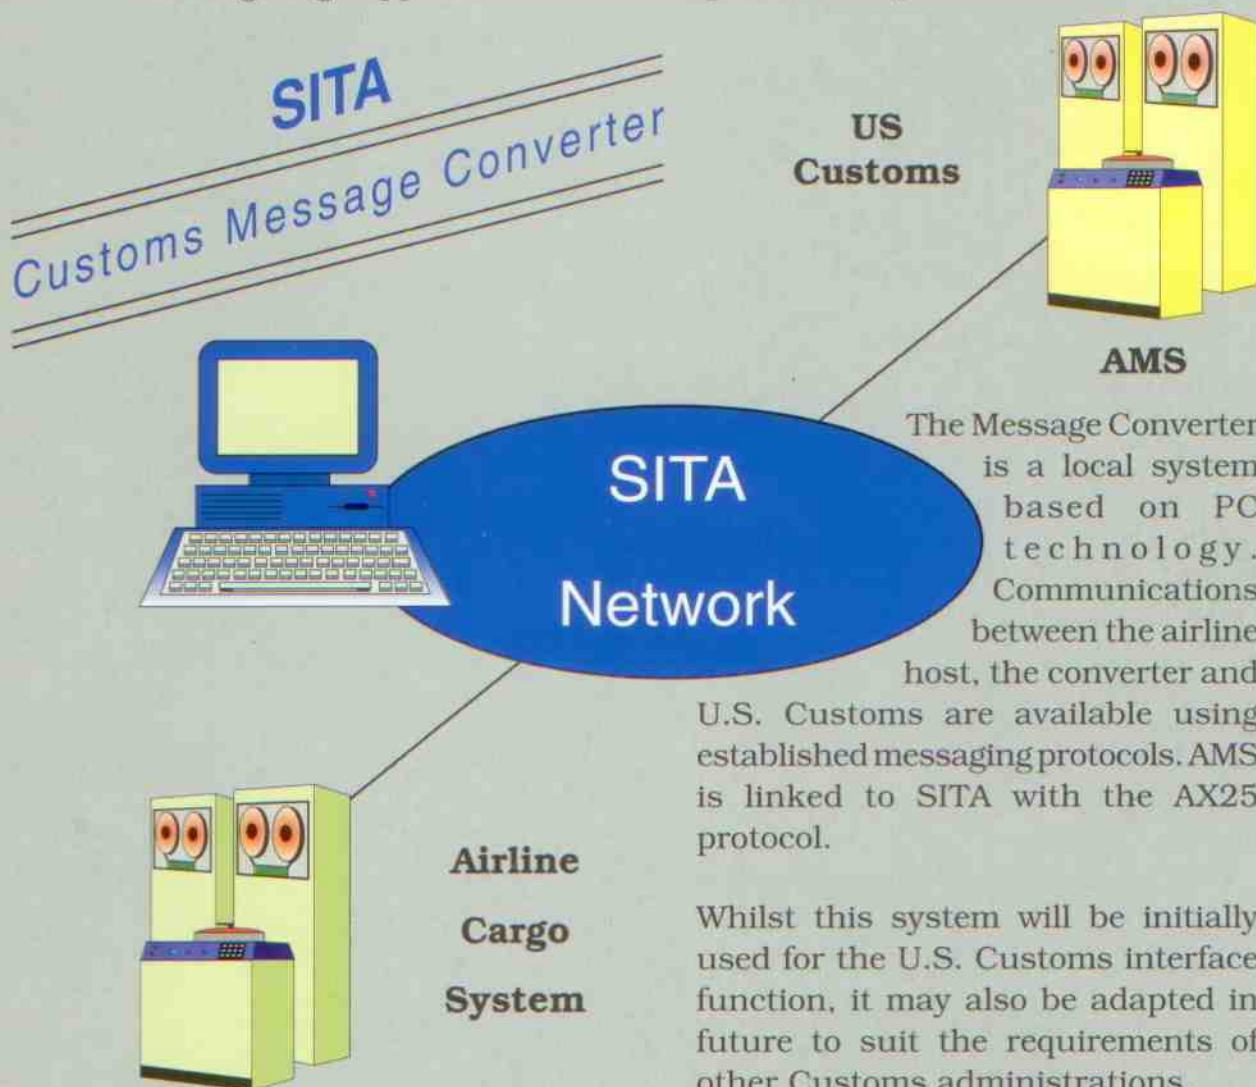 SITA
Customs Message Converter
US
Customs
AMS
SITA
Network
The Message Converter
is a local system
based on PC
technology.
Communications
between the airline
host, the converter and
U.S. Customs are available using
established messaging protocols. AMS
is linked to SITA with the AX25
protocol.
Airline
Cargo
System
Whilst this system will be initially
used for the U.S. Customs interface
function, it may also be adapted in
future to suit the requirements of
other Customs administrations